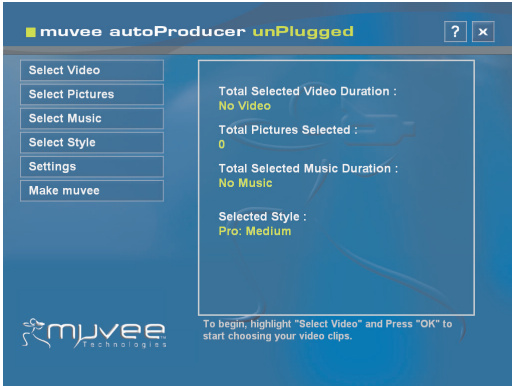 muvee autoProducer unPlugged
? ×
Select Video
Select Pictures
Select Music
Select Style
Settings
Make muvee
Total Selected Video Duration :
No Video
Total Pictures Selected :
0
Total Selected Music Duration :
No Music
Selected Style :
Pro: Medium
muvee
Technologies
To begin, highlight "Select Video" and Press "OK" to
start choosing your video clips.